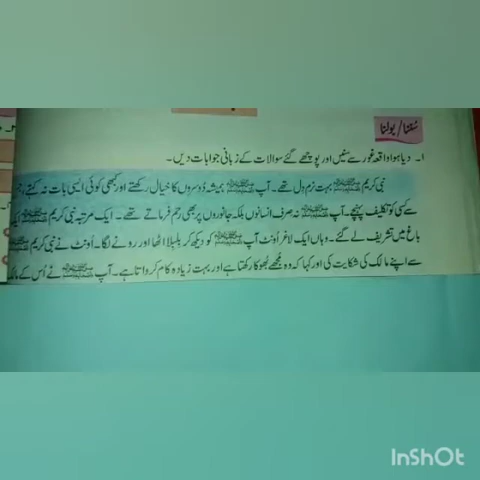 سُننا/بولنا
۱۔ دیا ہوا واقعہ غور سے سنیں اور پوچھے گئے سوالات کے زبانی جوابات دیں۔
نبی کریم ﷺ بہت نرم دل تھے۔ آپ ﷺ ہمیشہ دُوسروں کا خیال رکھتے اور کبھی کوئی ایسی بات نہ کہتے
سے کسی کو تکلیف پہنچے۔ آپ ﷺ نہ صرف انسانوں بلکہ جانوروں پر بھی رحم فرماتے تھے۔ ایک مرتبہ نبی کریم ﷺ ایک
باغ میں تشریف لے گئے۔ وہاں ایک لاغر اُونٹ آپ ﷺ کو دیکھ کر بلبلا اٹھا اور رونے لگا۔ اُونٹ نے نبی کریم ﷺ
سے اپنے مالک کی شکایت کی اور کہا کہ وہ مجھے بھوکا رکھتا ہے اور بہت زیادہ کام کرواتا ہے۔ آپ ﷺ نے اُس کے مالک
InShOt